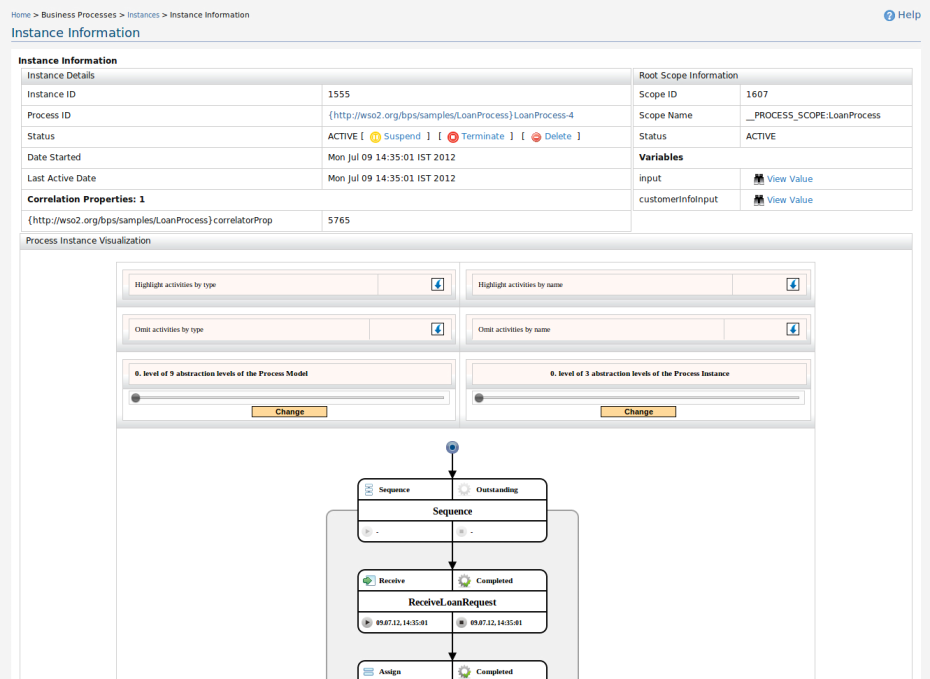 Home > Business Processes > Instances > Instance Information
Help
Instance Information
Instance Information
Instance Details
Instance ID 1555
Process ID {http://wso2.org/bps/samples/LoanProcess}LoanProcess-4
Status ACTIVE [ Suspend ] [ Terminate ] [ Delete ]
Date Started Mon Jul 09 14:35:01 IST 2012
Last Active Date Mon Jul 09 14:35:01 IST 2012
Correlation Properties: 1
{http://wso2.org/bps/samples/LoanProcess}correlatorProp 5765
Root Scope Information
Scope ID 1607
Scope Name __PROCESS_SCOPE:LoanProcess
Status ACTIVE
Variables
input View Value
customerInfoInput View Value
Process Instance Visualization
Highlight activities by type
Highlight activities by name
Omit activities by type
Omit activities by name
0. level of 9 abstraction levels of the Process Model
0. level of 3 abstraction levels of the Process Instance
Change
Change
Sequence Outstanding
Sequence
- -
Receive Completed
ReceiveLoanRequest
09.07.12, 14:35:01 09.07.12, 14:35:01
Assign Completed